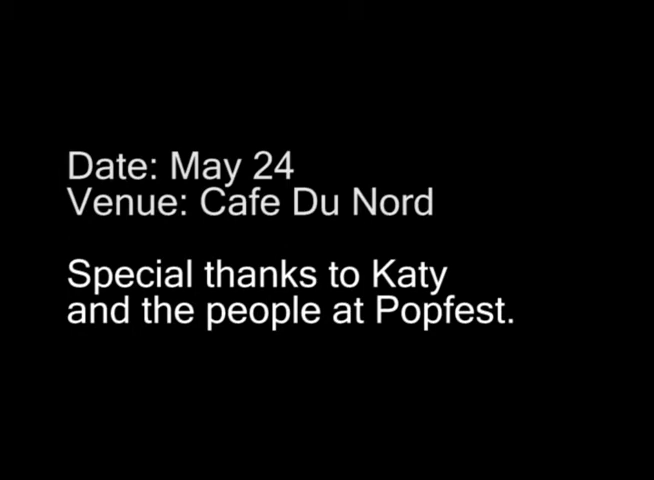 Date: May 24
Venue: Cafe Du Nord
Special thanks to Katy
and the people at Popfest.